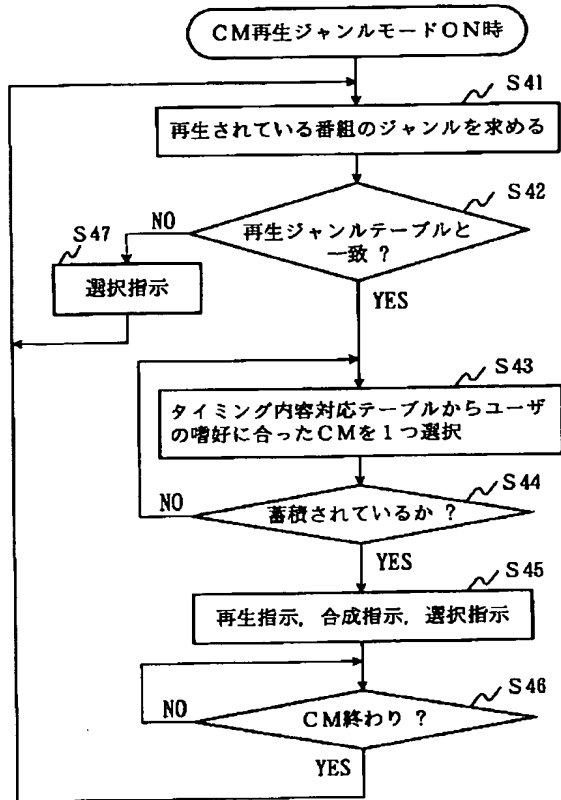 CM再生ジャンルモードON時
S41
再生されている番組のジャンルを求める
S42
再生ジャンルテーブルと
一致 ?
NO
S47
選択指示
YES
S43
タイミング内容対応テーブルからユーザ
の嗜好に合ったCMを1つ選択
S44
蓄積されているか ?
NO
YES
S45
再生指示, 合成指示, 選択指示
S46
CM終わり ?
NO
YES